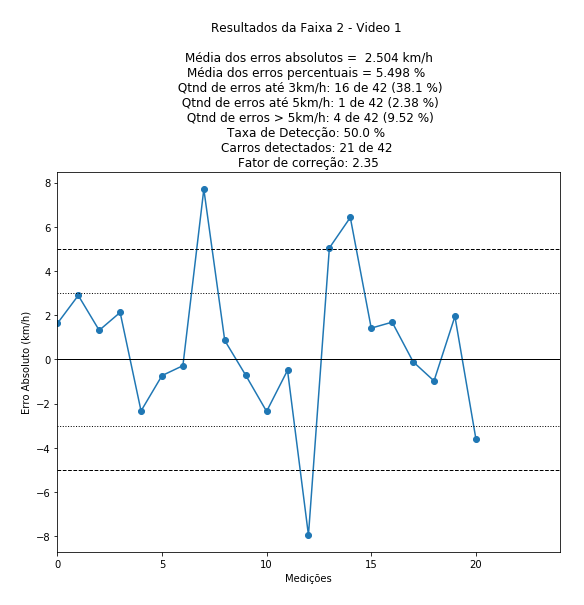 Resultados da Faixa 2 - Video 1
Média dos erros absolutos =  2.504 km/h
Média dos erros percentuais = 5.498 %
Qtnd de erros até 3km/h: 16 de 42 (38.1 %)
Qtnd de erros até 5km/h: 1 de 42 (2.38 %)
Qtnd de erros > 5km/h: 4 de 42 (9.52 %)
Taxa de Detecção: 50.0 %
Carros detectados: 21 de 42
Fator de correção: 2.35
8
6
4
2
0
−2
−4
−6
−8
Erro Absoluto (km/h)
0 5 10 15 20
Medições